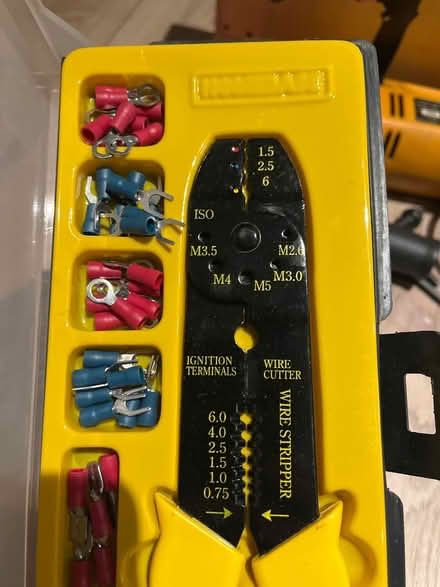 1.5
2.5
6
ISO
M3.5
M2.6
M4
M5
M3.0
IGNITION
TERMINALS
WIRE
CUTTER
WIRE STRIPPER
6.0
4.0
2.5
1.5
1.0
0.75